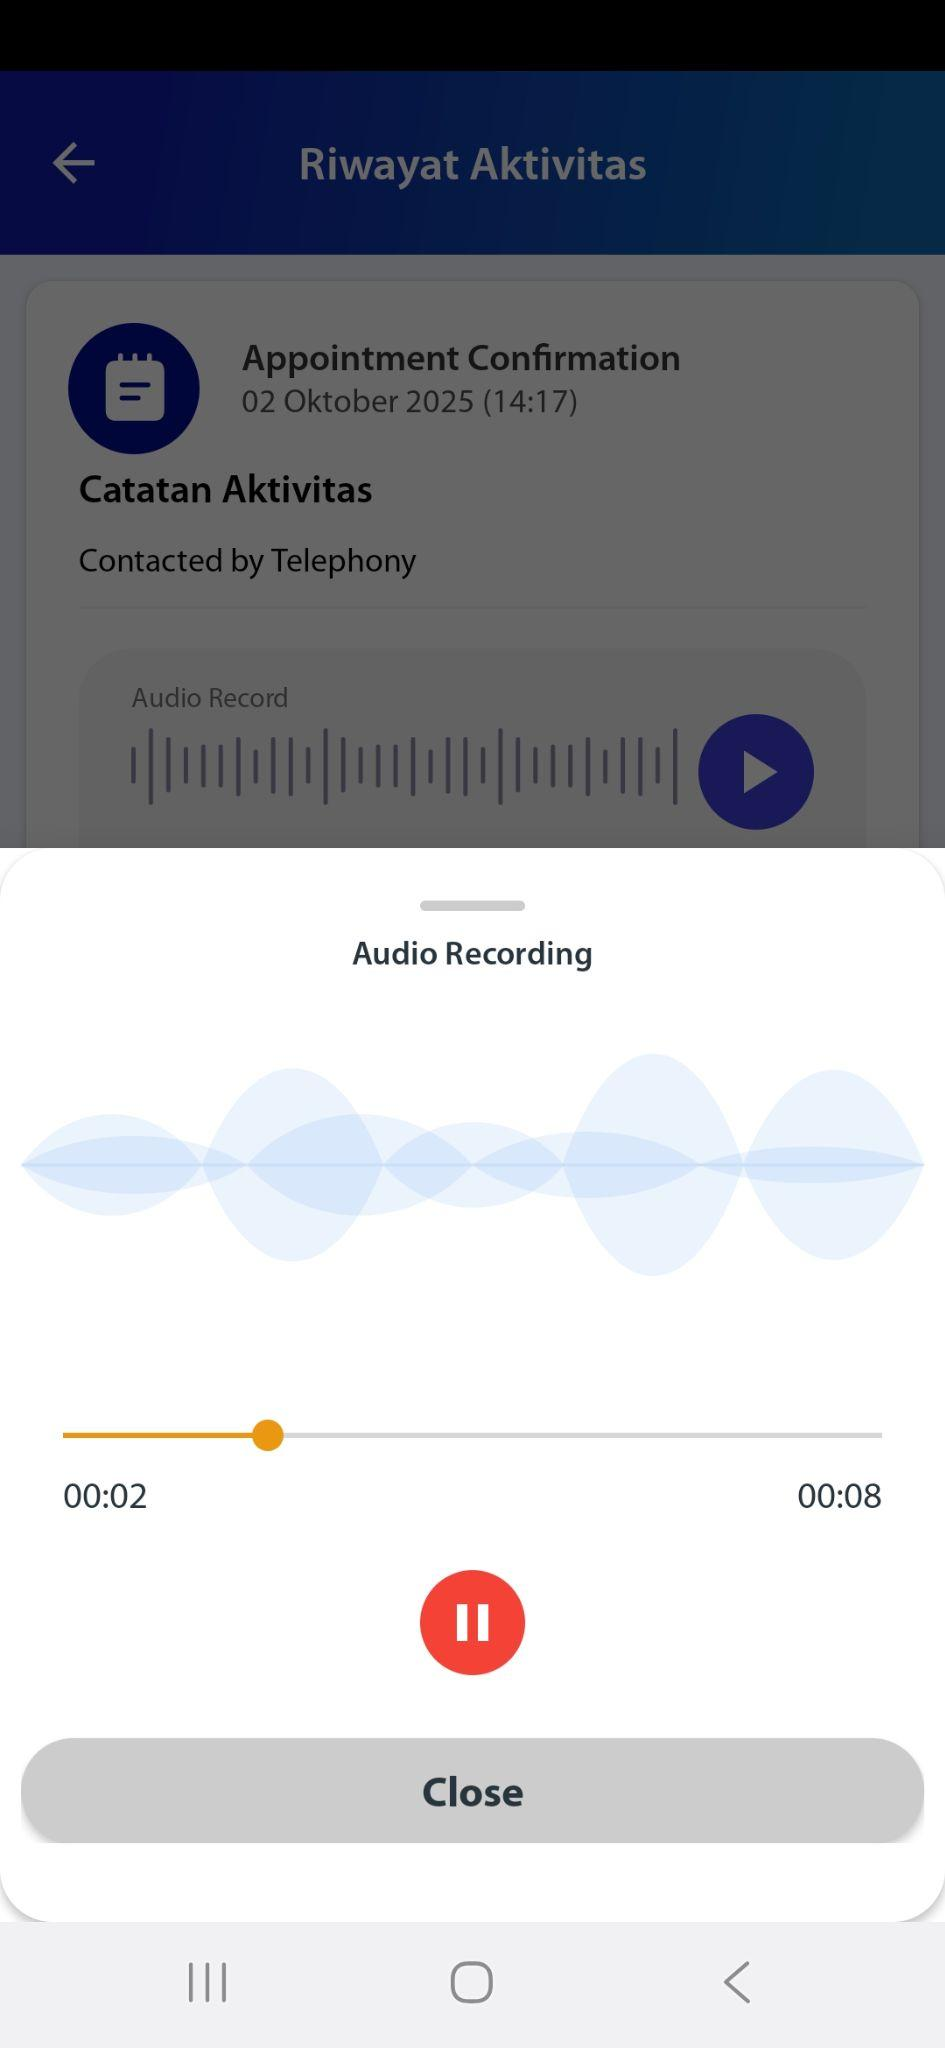 Riwayat Aktivitas
Appointment Confirmation
02 Oktober 2025 (14:17)
Catatan Aktivitas
Contacted by Telephony
Audio Record
Audio Recording
00:02
00:08
Close